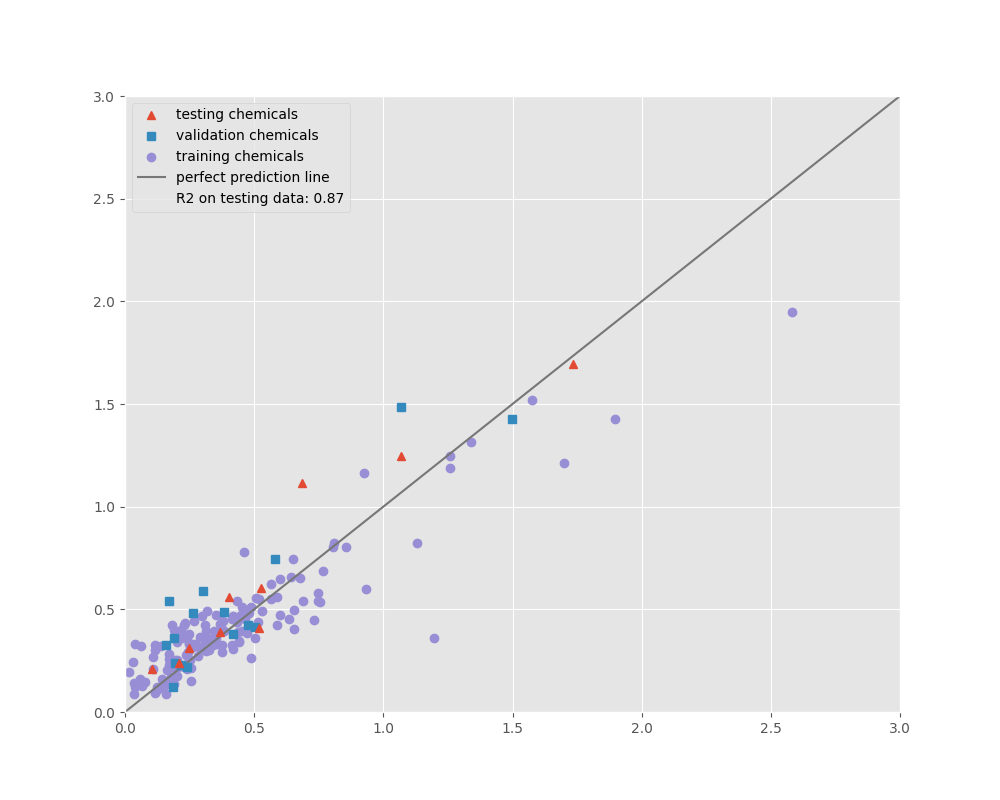 3.0
2.5
2.0
1.5
1.0
0.5
0.0
testing chemicals
validation chemicals
training chemicals
perfect prediction line
R2 on testing data: 0.87
0.0 0.5 1.0 1.5 2.0 2.5 3.0